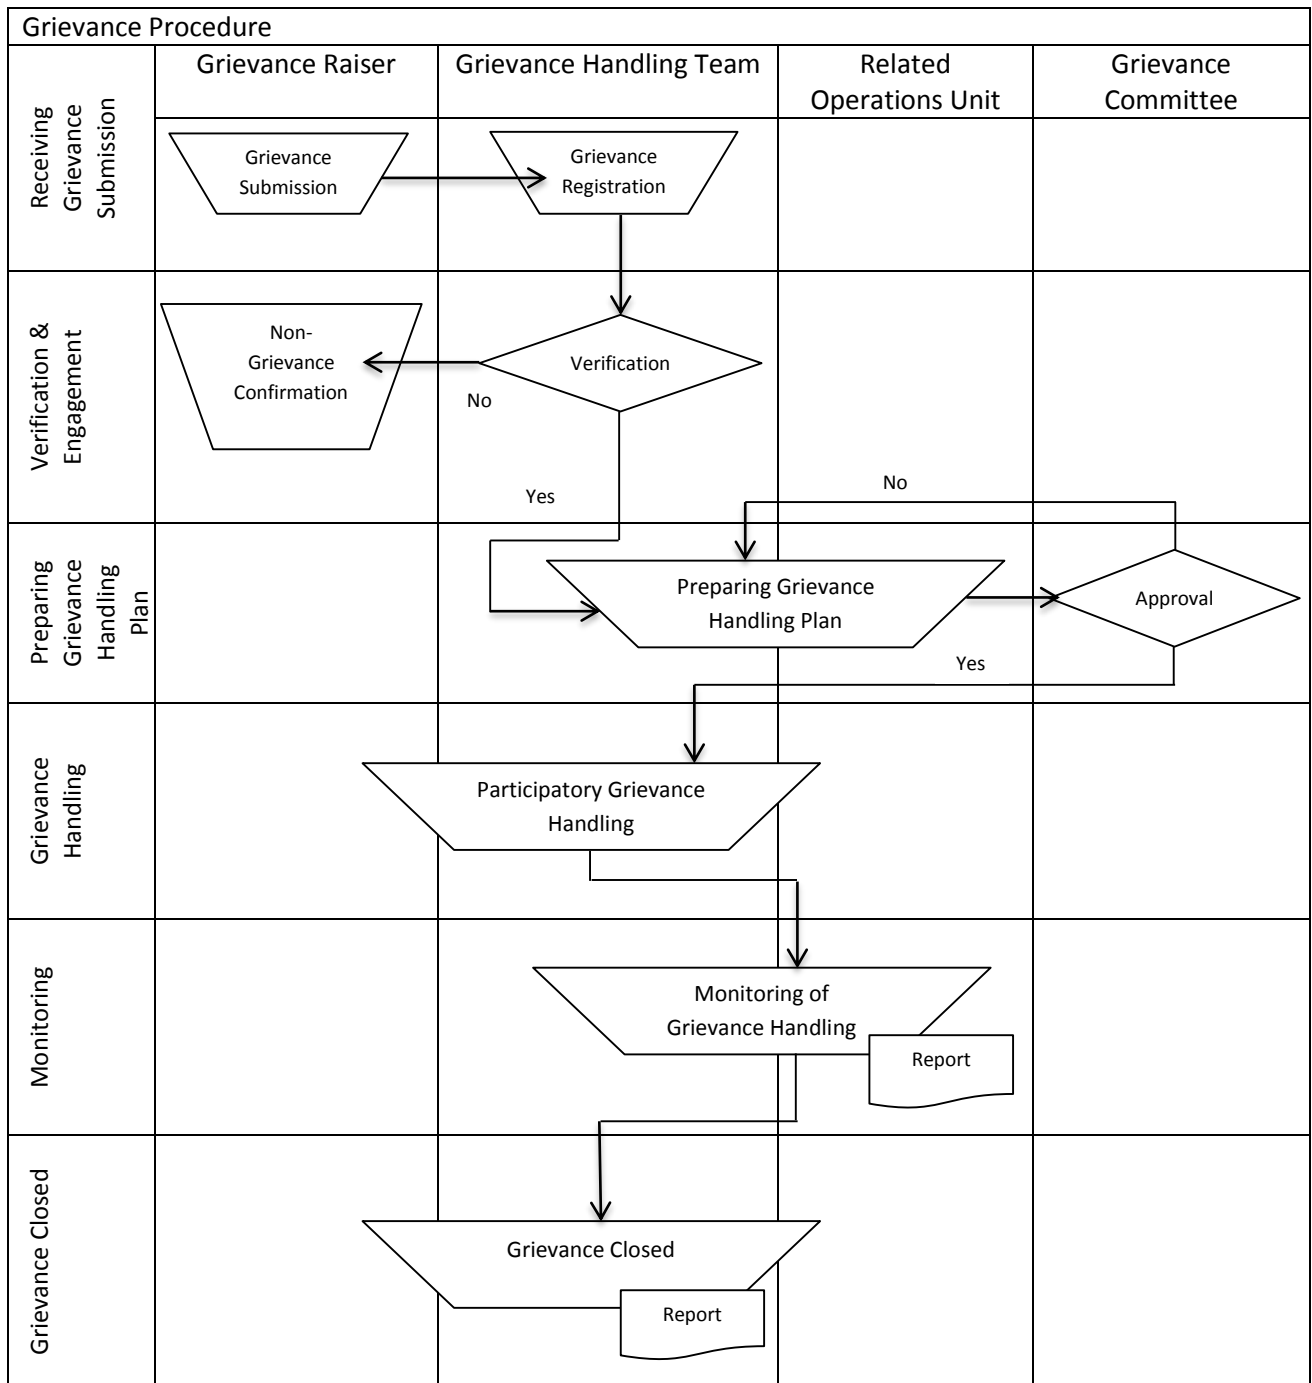 Grievance Procedure
Grievance Raiser
Grievance Handling Team
Related
Operations Unit
Grievance
Committee
Receiving
Grievance
Submission
Grievance
Submission
Grievance
Registration
Verification &
Engagement
Non-
Grievance
Confirmation
Verification
No
Yes
No
Preparing
Grievance
Handling
Plan
Preparing Grievance
Handling Plan
Approval
Yes
Grievance
Handling
Participatory Grievance
Handling
Monitoring
Monitoring of
Grievance Handling
Report
Grievance Closed
Grievance Closed
Report